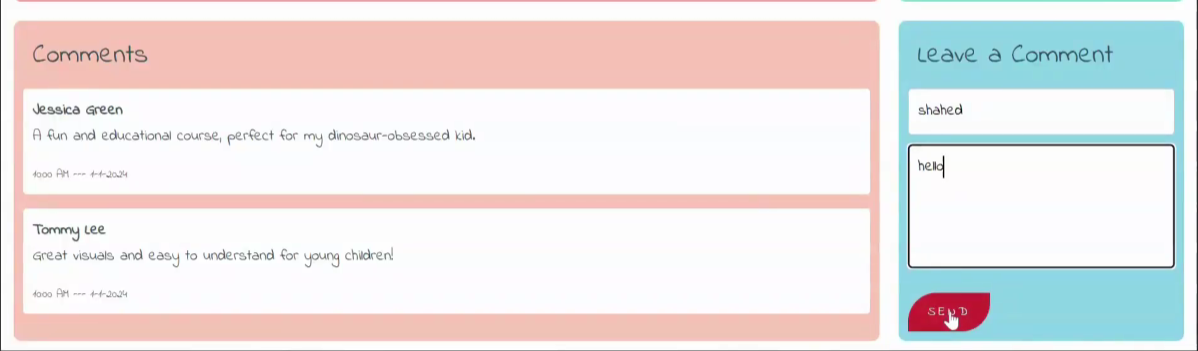 Comments
Jessica Green
A fun and educational course, perfect for my dinosaur-obsessed kid.
10:00 AM --- 1-1-2024
Tommy Lee
Great visuals and easy to understand for young children!
10:00 AM --- 1-1-2024
Leave a Comment
shahed
hello
SEND